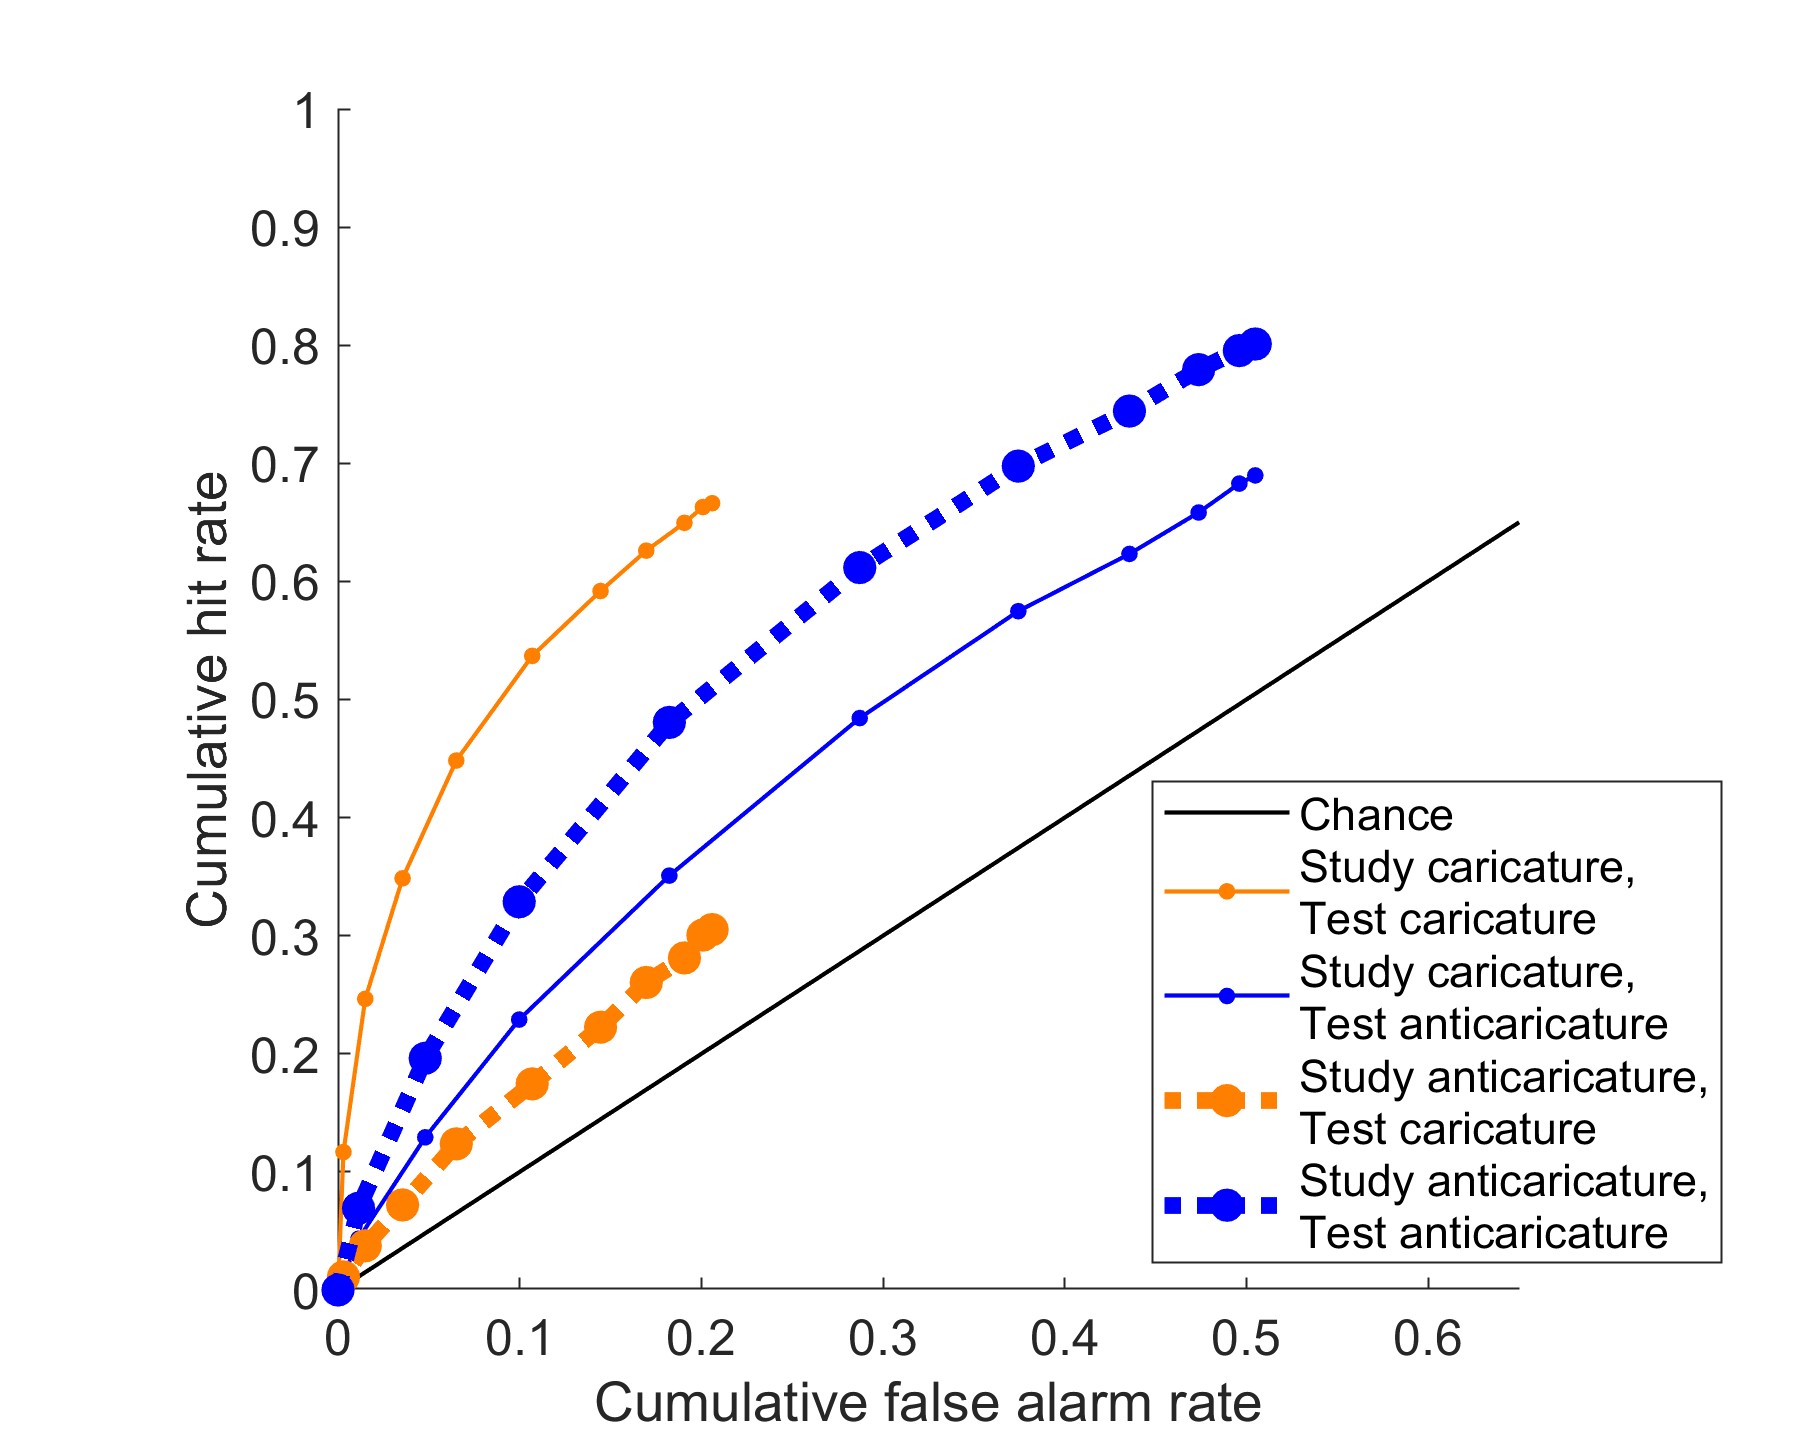 1
0.9
0.8
0.7
0.6
0.5
0.4
0.3
0.2
0.1
0
Cumulative hit rate
0 0.1 0.2 0.3 0.4 0.5 0.6
Cumulative false alarm rate
Chance
Study caricature,
Test caricature
Study caricature,
Test anticaricature
Study anticaricature,
Test caricature
Study anticaricature,
Test anticaricature